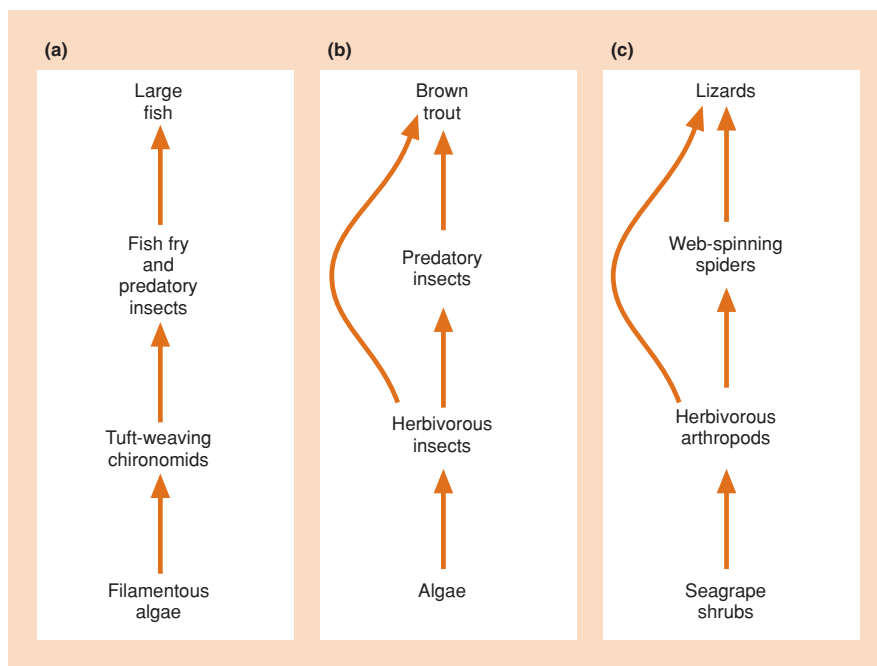 (a)
Large
fish
Fish fry
and
predatory
insects
Tuft-weaving
chironomids
Filamentous
algae
(b)
Brown
trout
Predatory
insects
Herbivorous
insects
Algae
(c)
Lizards
Web-spinning
spiders
Herbivorous
arthropods
Seagrape
shrubs